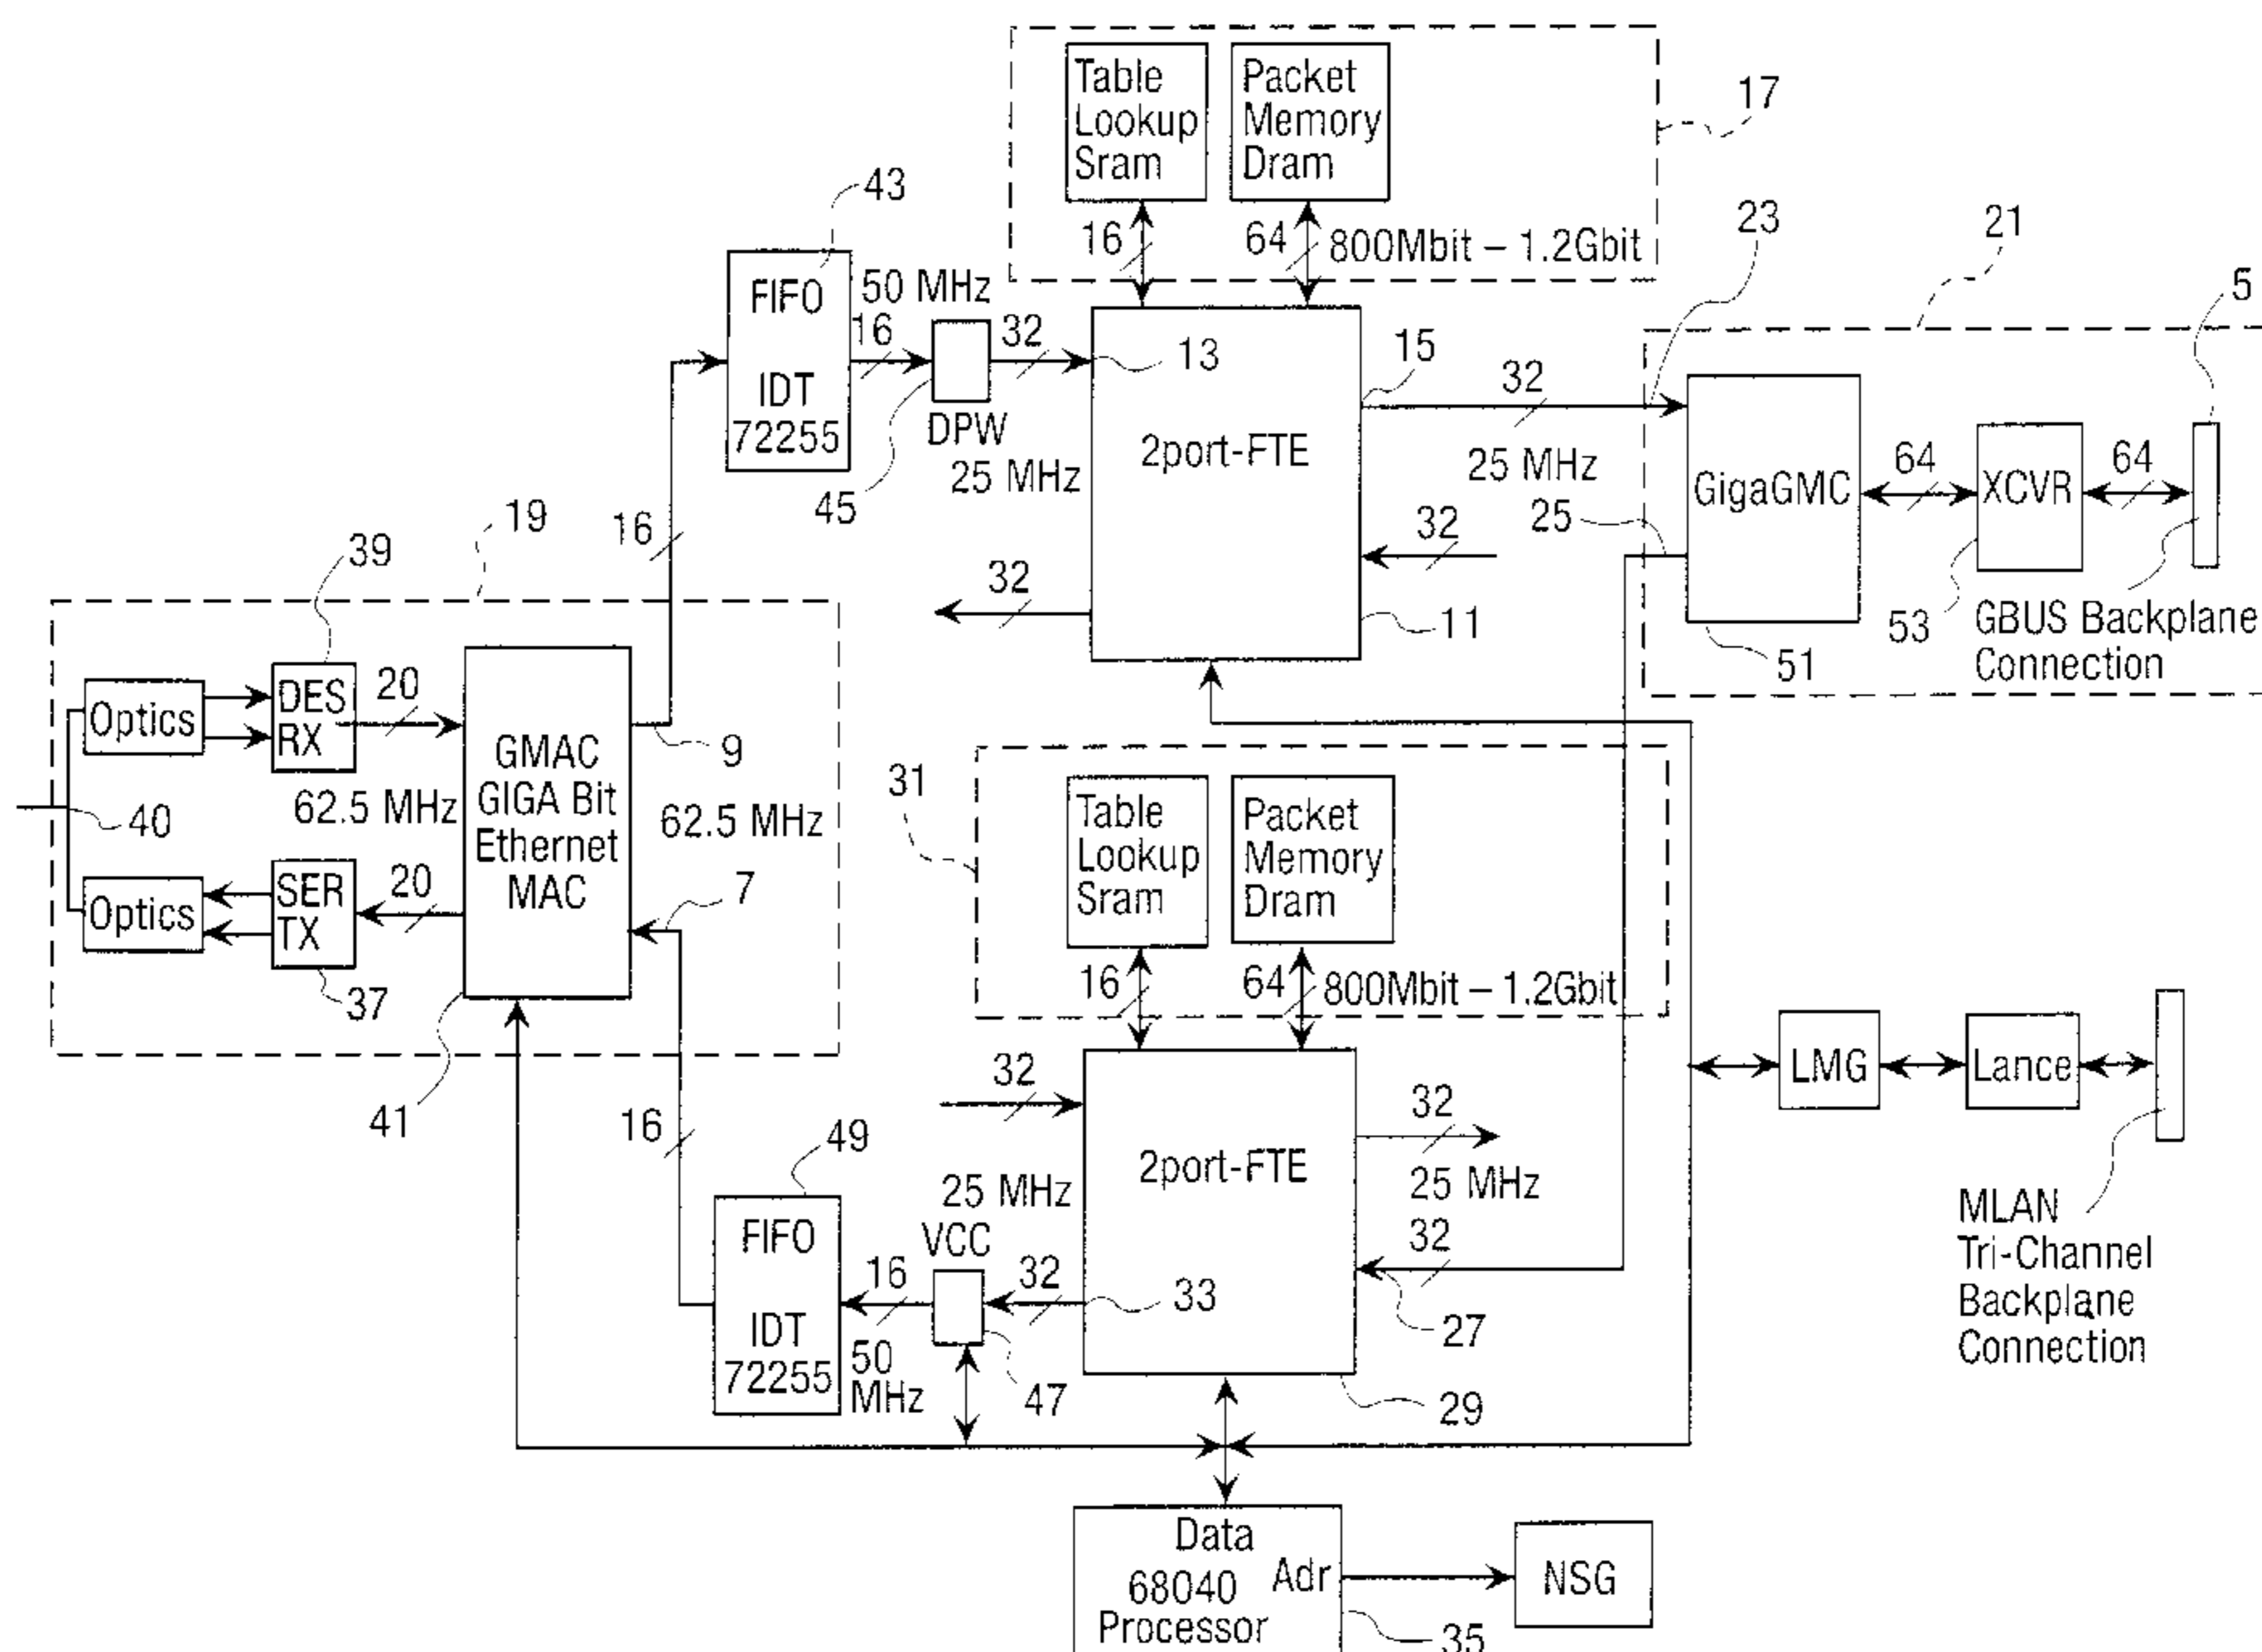 Table
Lookup
Sram
Packet
Memory
Dram
17
16
64
800Mbit – 1.2Gbit
43
FIFO
IDT
72255
50 MHz
16
32
DPW
45
25 MHz
13
2port-FTE
15
32
25 MHz
32
32
11
23
21
5
GigaGMC
25
64
XCVR
64
51
53
GBUS Backplane
Connection
19
39
16
Optics
DES
RX
20
62.5 MHz
40
GMAC
GIGA Bit
Ethernet
MAC
9
62.5 MHz
7
Optics
SER
TX
20
37
41
31
Table
Lookup
Sram
Packet
Memory
Dram
16
64
800Mbit – 1.2Gbit
32
2port-FTE
32
25 MHz
32
27
25 MHz
33
29
16
49
FIFO
IDT
72255
VCC
16
32
50
MHz
47
LMG
Lance
MLAN
Tri-Channel
Backplane
Connection
Data
68040
Processor
Adr
35
NSG